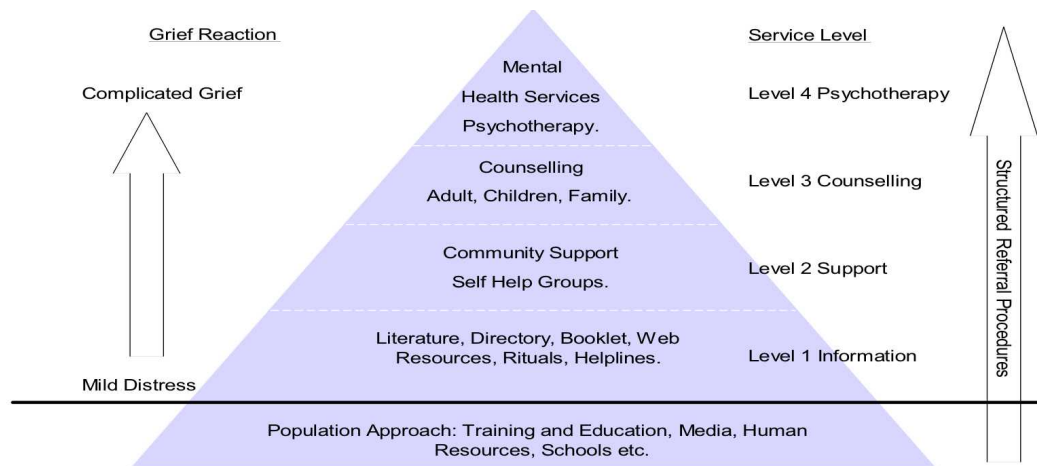 Grief Reaction
Service Level
Mental
Health Services
Psychotherapy.
Complicated Grief
Level 4 Psychotherapy
Counselling
Adult, Children, Family.
Level 3 Counselling
Structured Referral Procedures
Community Support
Self Help Groups.
Level 2 Support
Literature, Directory, Booklet, Web
Resources, Rituals, Helplines.
Level 1 Information
Mild Distress
Population Approach: Training and Education, Media, Human
Resources, Schools etc.